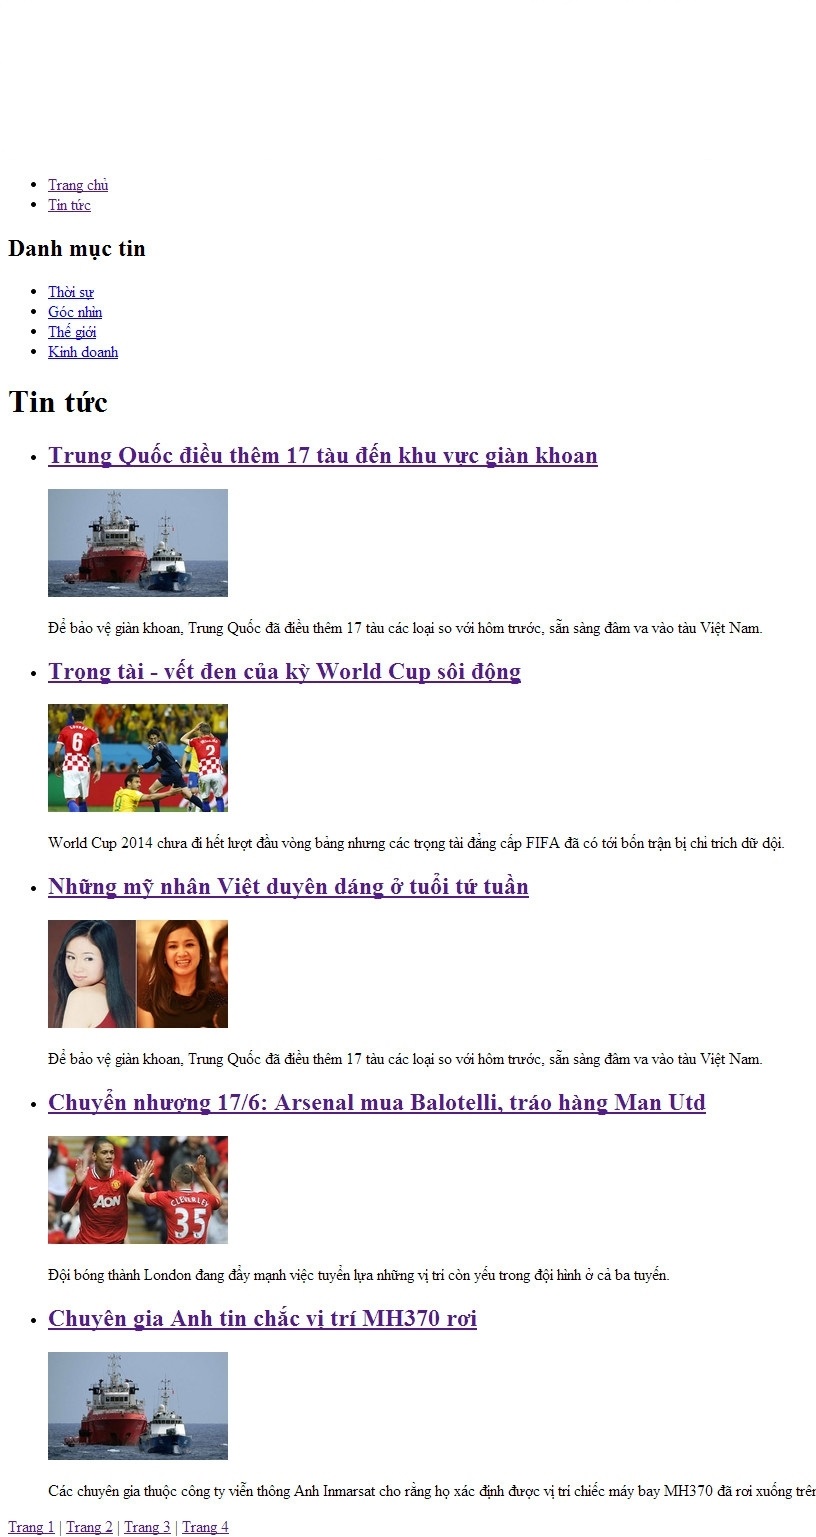 Trang chủ
Tin tức
Danh mục tin
Thời sự
Góc nhìn
Thế giới
Kinh doanh
Tin tức
Trung Quốc điều thêm 17 tàu đến khu vực giàn khoan
Để bảo vệ giàn khoan, Trung Quốc đã điều thêm 17 tàu các loại so với hôm trước, sẵn sàng đâm va vào tàu Việt Nam.
Trọng tài - vết đen của kỳ World Cup sôi động
6
2
World Cup 2014 chưa đi hết lượt đầu vòng bảng nhưng các trọng tài đẳng cấp FIFA đã có tới bốn trận bị chỉ trích dữ dội.
Những mỹ nhân Việt duyên dáng ở tuổi tứ tuần
Để bảo vệ giàn khoan, Trung Quốc đã điều thêm 17 tàu các loại so với hôm trước, sẵn sàng đâm va vào tàu Việt Nam.
Chuyển nhượng 17/6: Arsenal mua Balotelli, tráo hàng Man Utd
AON
CLEVERLEY
35
Đội bóng thành London đang đẩy mạnh việc tuyển lựa những vị trí còn yếu trong đội hình ở cả ba tuyến.
Chuyên gia Anh tin chắc vị trí MH370 rơi
Các chuyên gia thuộc công ty viễn thông Anh Inmarsat cho rằng họ xác định được vị trí chiếc máy bay MH370 đã rơi xuống trên
Trang 1 | Trang 2 | Trang 3 | Trang 4